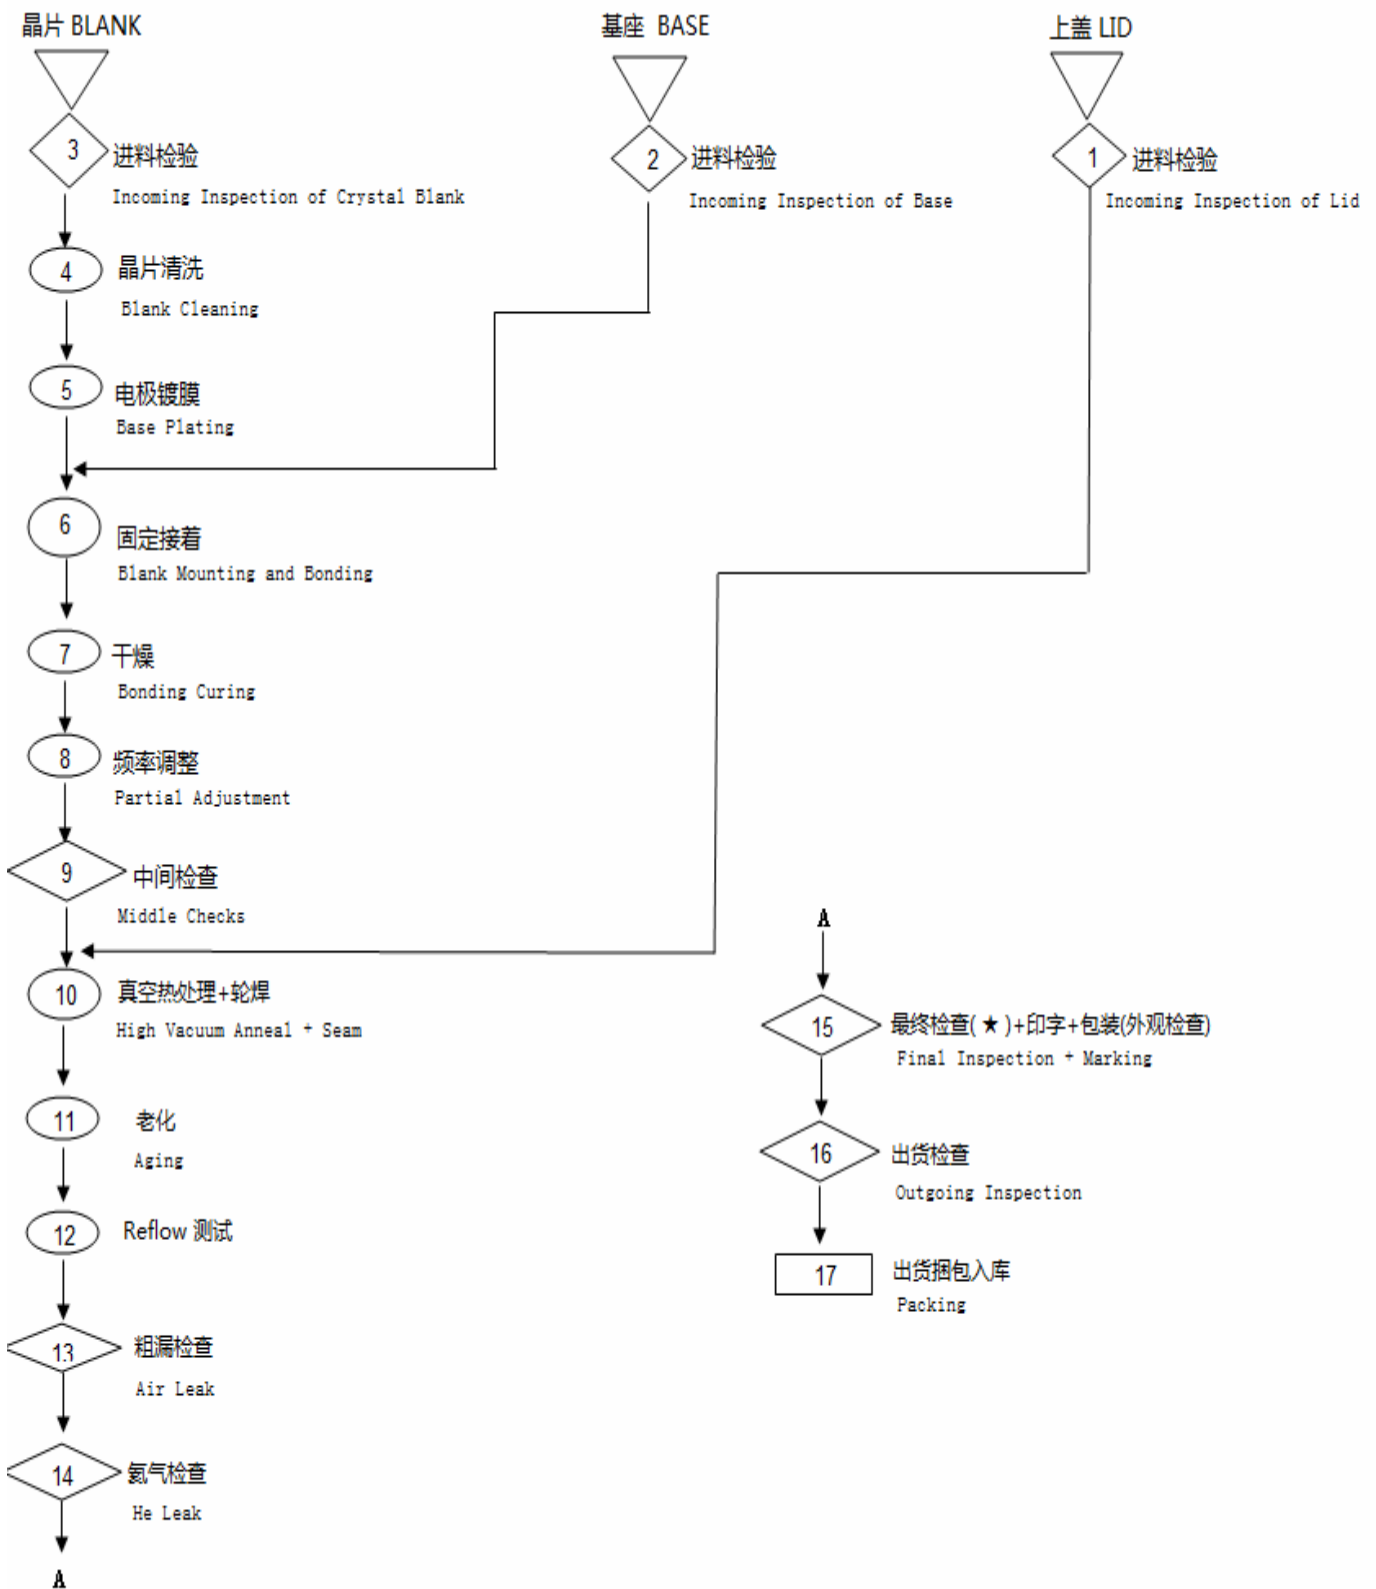 晶片 BLANK
基座 BASE
上盖 LID
3
进料检验
Incoming Inspection of Crystal Blank
2
进料检验
Incoming Inspection of Base
1
进料检验
Incoming Inspection of Lid
4
晶片清洗
Blank Cleaning
5
电极镀膜
Base Plating
6
固定接着
Blank Mounting and Bonding
7
干燥
Bonding Curing
8
频率调整
Partial Adjustment
9
中间检查
Middle Checks
10
真空热处理+轮焊
High Vacuum Anneal + Seam
11
老化
Aging
12
Reflow 测试
13
粗漏检查
Air Leak
14
氦气检查
He Leak
A
A
15
最终检查(★)+印字+包装(外观检查)
Final Inspection + Marking
16
出货检查
Outgoing Inspection
17
出货捆包入库
Packing